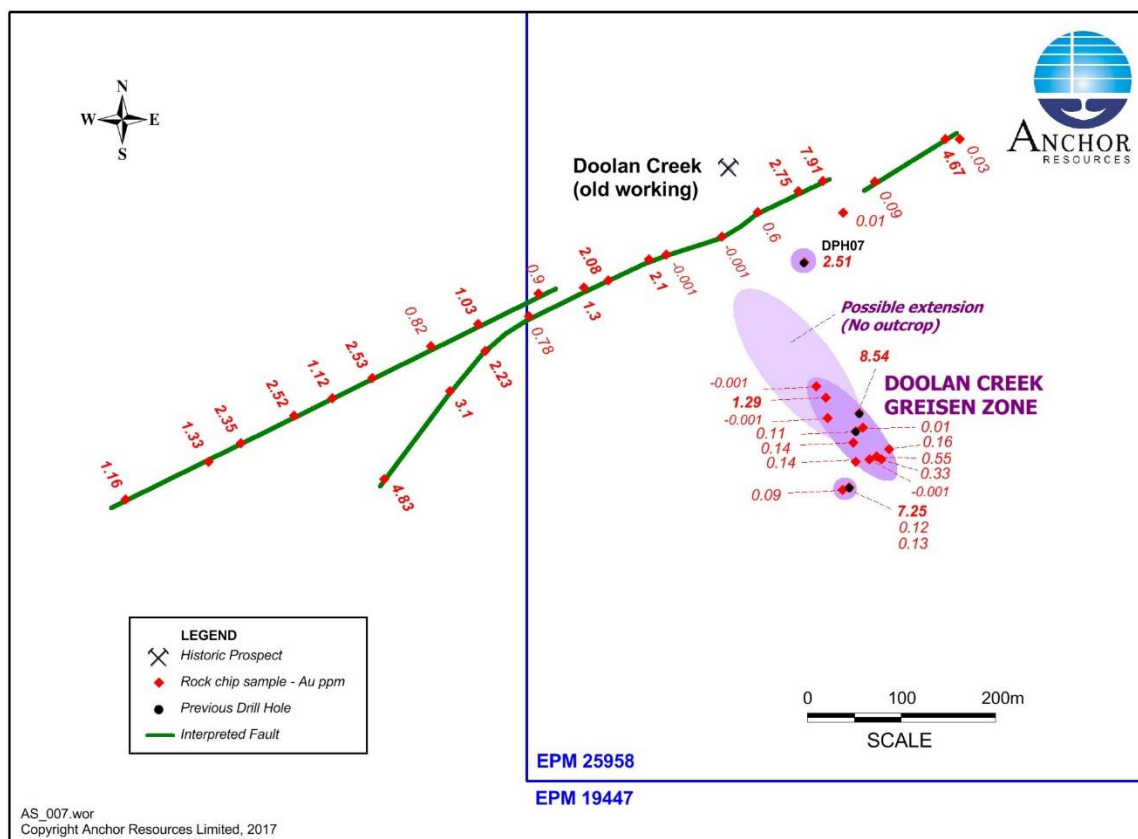 N
W E
S
ANCHOR
RESOURCES
Doolan Creek
(old working)
7.91
2.75
4.67
0.03
0.09
0.01
0.6
DPH07
2.51
-0.001
-0.001
2.1
2.08
1.3
0.9
0.78
1.03
0.82
2.23
2.53
3.1
1.12
2.52
2.35
1.33
1.16
4.83
Possible extension
(No outcrop)
8.54
DOOLAN CREEK
GREISEN ZONE
-0.001
1.29
-0.001
0.11
0.14
0.14
0.01
0.16
0.55
0.33
-0.001
0.09
7.25
0.12
0.13
LEGEND
Historic Prospect
Rock chip sample - Au ppm
Previous Drill Hole
Interpreted Fault
0 100 200m
SCALE
EPM 25958
EPM 19447
AS_007.wor
Copyright Anchor Resources Limited, 2017